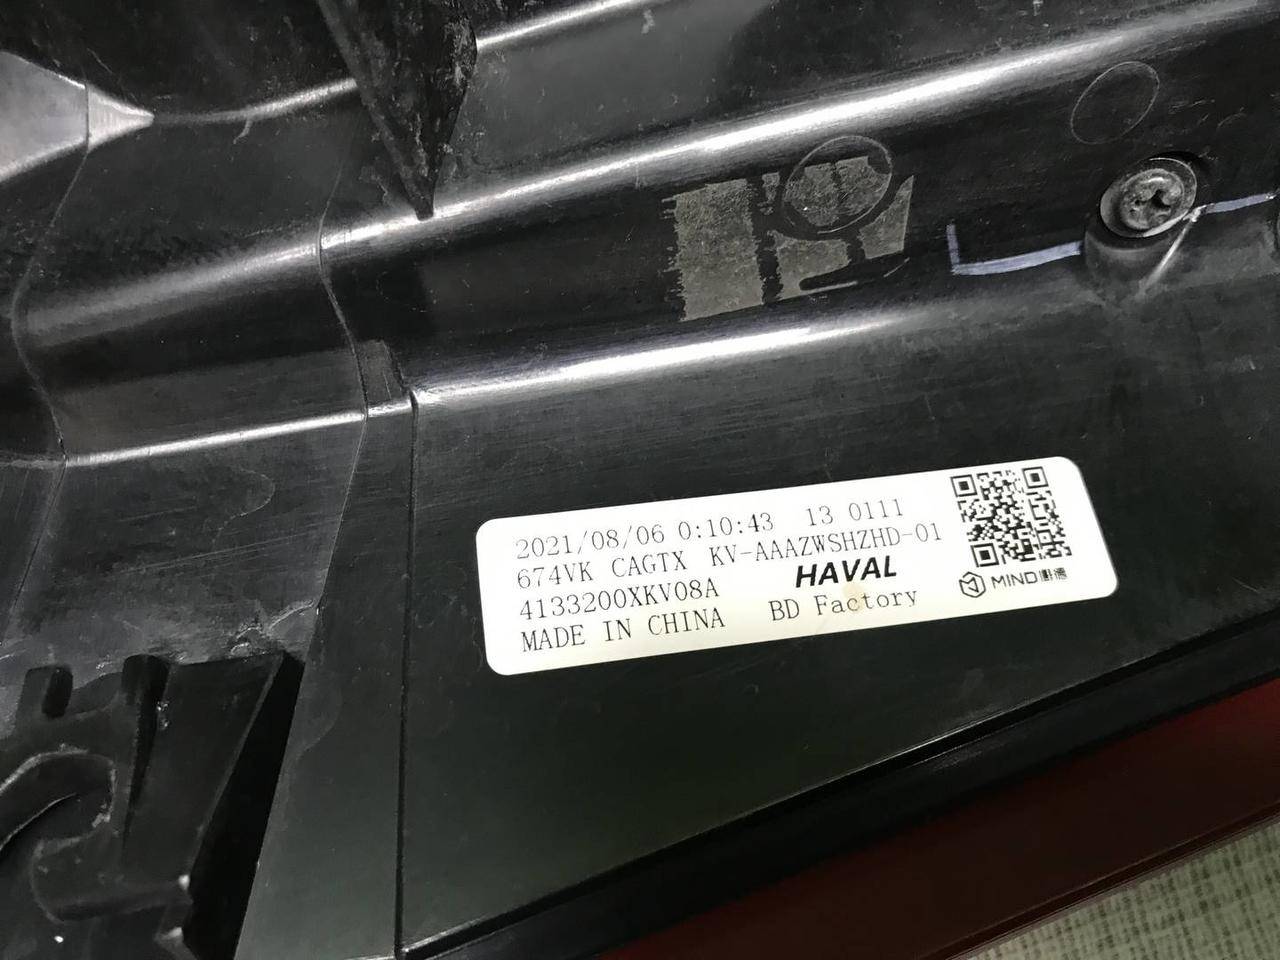 2021/08/06 0:10:43 13 0111
674VK CAGTX KV-AAAZWSHZHD-01
4133200XKV08A HAVAL
MADE IN CHINA BD Factory
MIND